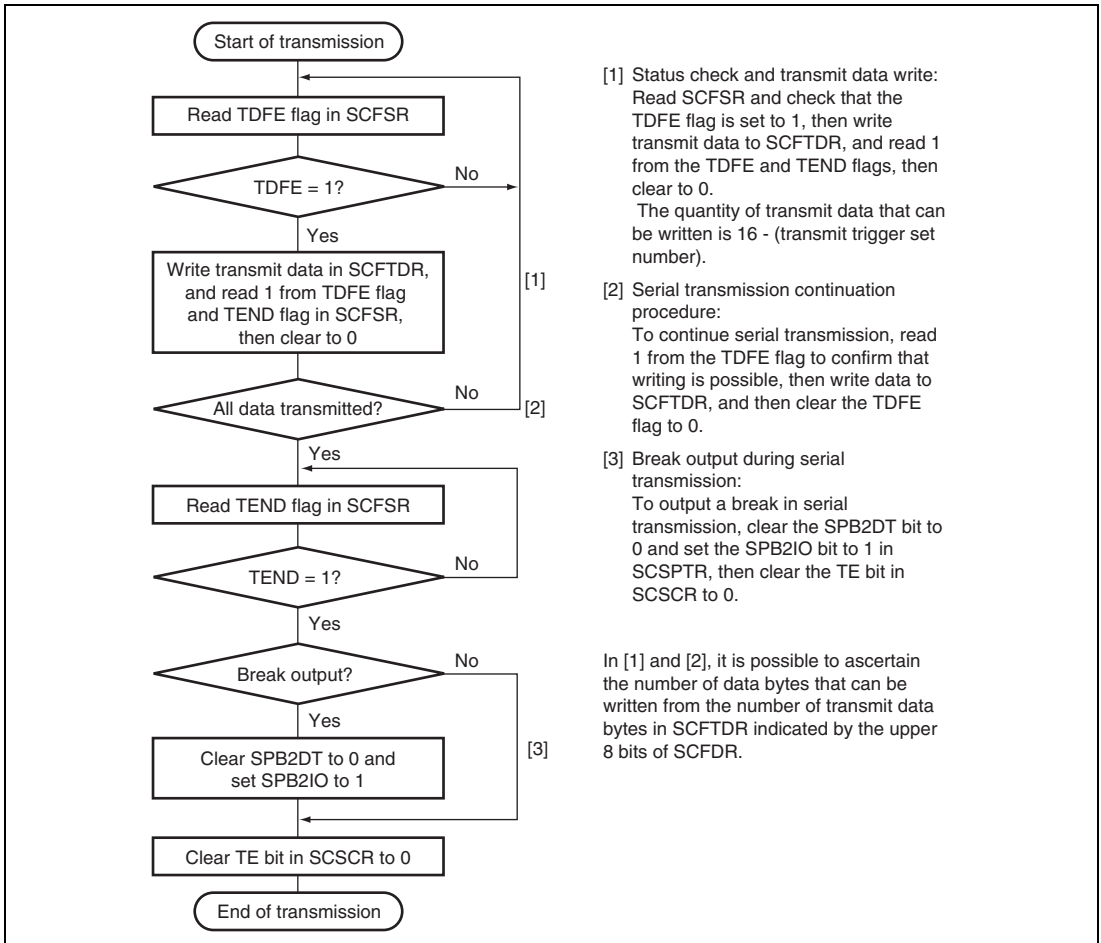 Start of transmission
Read TDFE flag in SCFSR
TDFE = 1?
No
Yes
Write transmit data in SCFTDR,
and read 1 from TDFE flag
and TEND flag in SCFSR,
then clear to 0
[1]
All data transmitted?
No
[2]
Yes
Read TEND flag in SCFSR
TEND = 1?
No
Yes
Break output?
No
Yes
Clear SPB2DT to 0 and
set SPB2IO to 1
[3]
Clear TE bit in SCSCR to 0
End of transmission
[1] Status check and transmit data write:
Read SCFSR and check that the
TDFE flag is set to 1, then write
transmit data to SCFTDR, and read 1
from the TDFE and TEND flags, then
clear to 0.
The quantity of transmit data that can
be written is 16 - (transmit trigger set
number).
[2] Serial transmission continuation
procedure:
To continue serial transmission, read
1 from the TDFE flag to confirm that
writing is possible, then write data to
SCFTDR, and then clear the TDFE
flag to 0.
[3] Break output during serial
transmission:
To output a break in serial
transmission, clear the SPB2DT bit to
0 and set the SPB2IO bit to 1 in
SCSPTR, then clear the TE bit in
SCSCR to 0.
In [1] and [2], it is possible to ascertain
the number of data bytes that can be
written from the number of transmit data
bytes in SCFTDR indicated by the upper
8 bits of SCFDR.